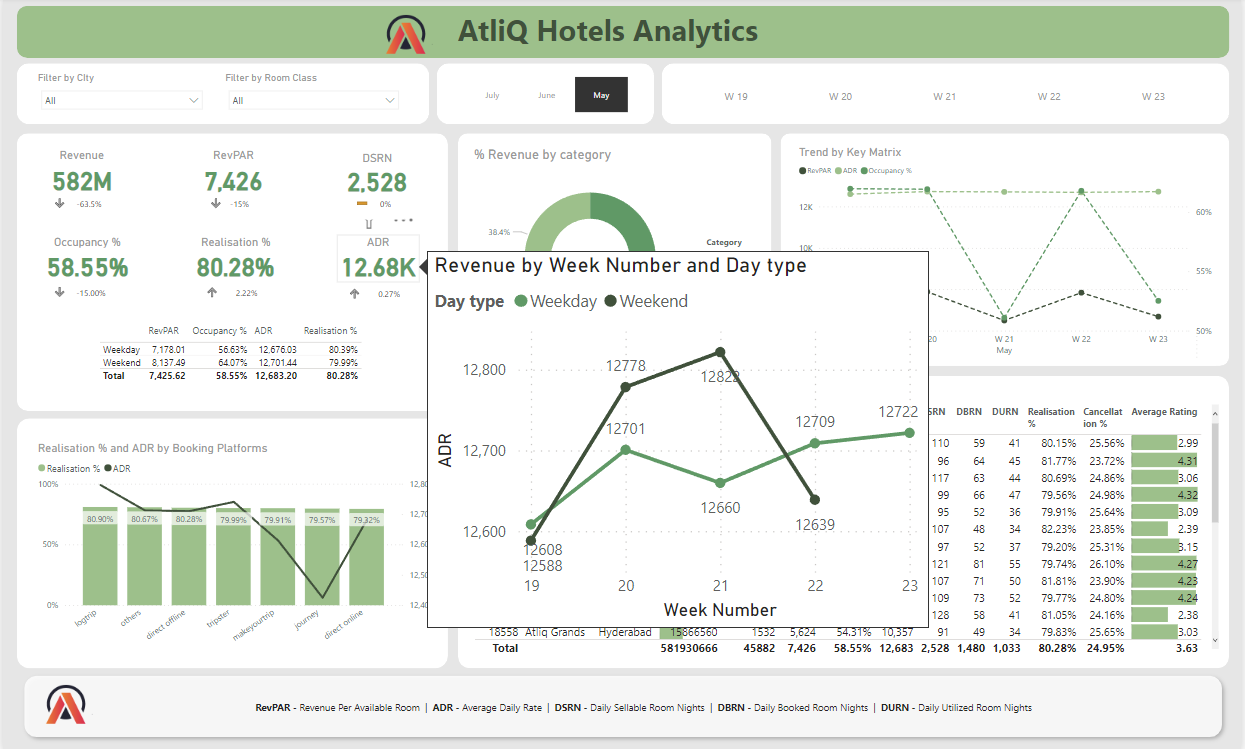 AtliQ Hotels Analytics
Filter by CIty
All
Filter by Room Class
All
July June May
W 19 W 20 W 21 W 22 W 23
Revenue
582M
-63.5%
RevPAR
7,426
-15%
DSRN
2,528
0%
Occupancy %
58.55%
-15.00%
Realisation %
80.28%
2.22%
ADR
12.68K
0.27%
RevPAR Occupancy % ADR Realisation %
Weekday 7,178.01 56.63% 12,676.03 80.39%
Weekend 8,137.49 64.07% 12,701.44 79.99%
Total 7,425.62 58.55% 12,683.20 80.28%
% Revenue by category
38.4%
Category
Trend by Key Matrix
RevPAR ADR Occupancy %
12K
10K
60%
55%
50%
20 W 21 W 22 W 23
May
Revenue by Week Number and Day type
Day type Weekday Weekend
12,800
12,700
12,600
ADR
12778
12822
12701
12709
12722
12660
12639
12608
12588
19 20 21 22 23
Week Number
Realisation % and ADR by Booking Platforms
Realisation % ADR
100%
50%
0%
12,80
12,70
12,60
12,50
12,40
80.90% 80.67% 80.28% 79.99% 79.91% 79.57% 79.32%
logtrip others direct offline tripster makeyourtrip journey direct online
SRN DBRN DURN Realisation % Cancellation % Average Rating
110 59 41 80.15% 25.56% 2.99
96 64 45 81.77% 23.72% 4.31
117 63 44 80.69% 24.86% 3.06
99 66 47 79.56% 24.98% 4.32
95 52 36 79.91% 25.64% 3.09
107 48 34 82.23% 23.85% 2.39
97 52 37 79.20% 25.31% 3.15
121 81 55 79.74% 26.10% 4.27
107 71 50 81.81% 23.90% 4.23
109 73 52 79.77% 24.80% 4.24
128 58 41 81.05% 24.16% 2.38
18558 Atliq Grands Hyderabad 15866560 1532 5,624 54.31% 10,357 91 49 34 79.83% 25.65% 3.03
Total 581930666 45882 7,426 58.55% 12,683 2,528 1,480 1,033 80.28% 24.95% 3.63
RevPAR - Revenue Per Available Room | ADR - Average Daily Rate | DSRN - Daily Sellable Room Nights | DBRN - Daily Booked Room Nights | DURN - Daily Utilized Room Nights